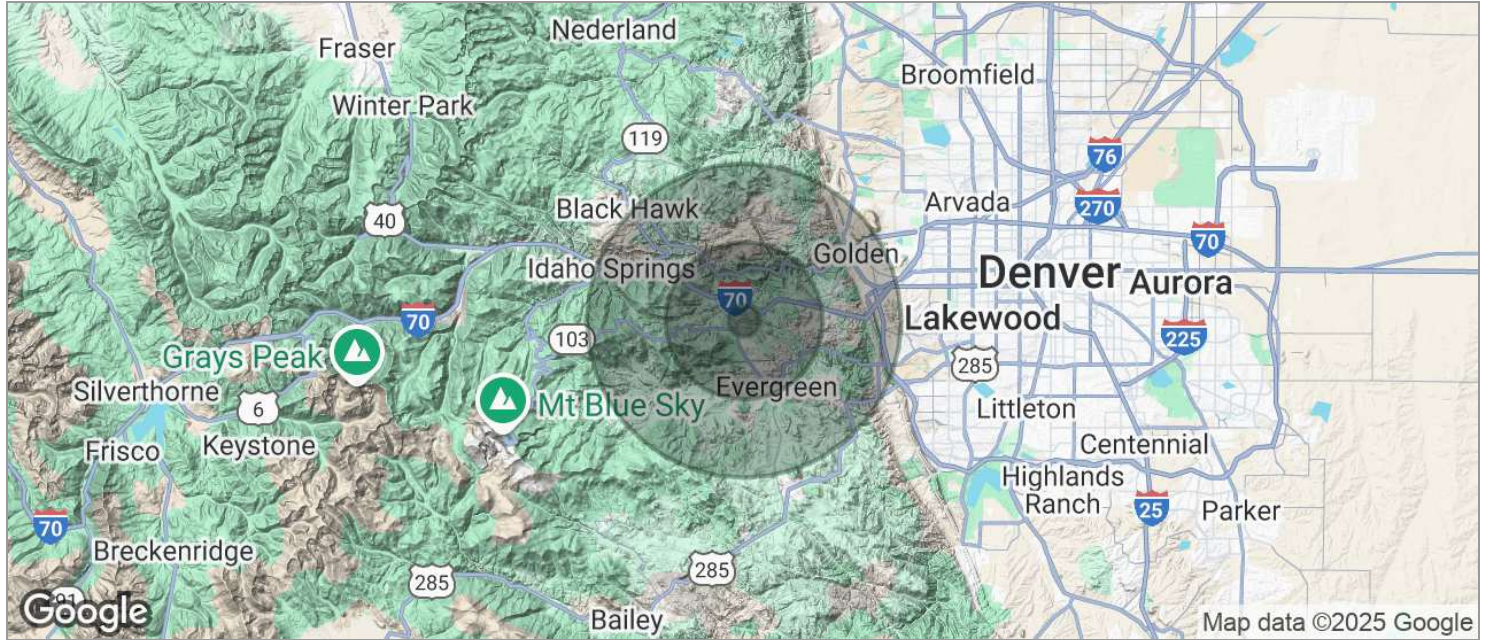 Nederland
Fraser
Broomfield
Winter Park
119
76
40
Black Hawk
Arvada
270
70
Golden
Idaho Springs
Denver
Aurora
70
70
103
Lakewood
225
Grays Peak
285
Silverthorne
Evergreen
6
Mt Blue Sky
Littleton
Frisco
Keystone
Centennial
Highlands
Ranch
25
Parker
70
Breckenridge
285
285
Google
Bailey
Map data ©2025 Google